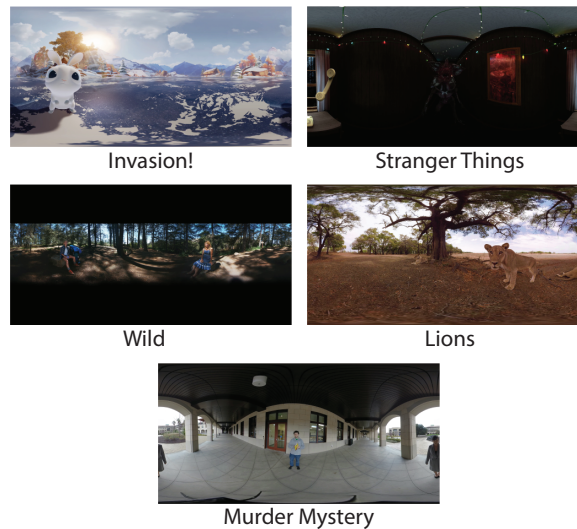 Invasion!
Stranger Things
Wild
Lions
Murder Mystery